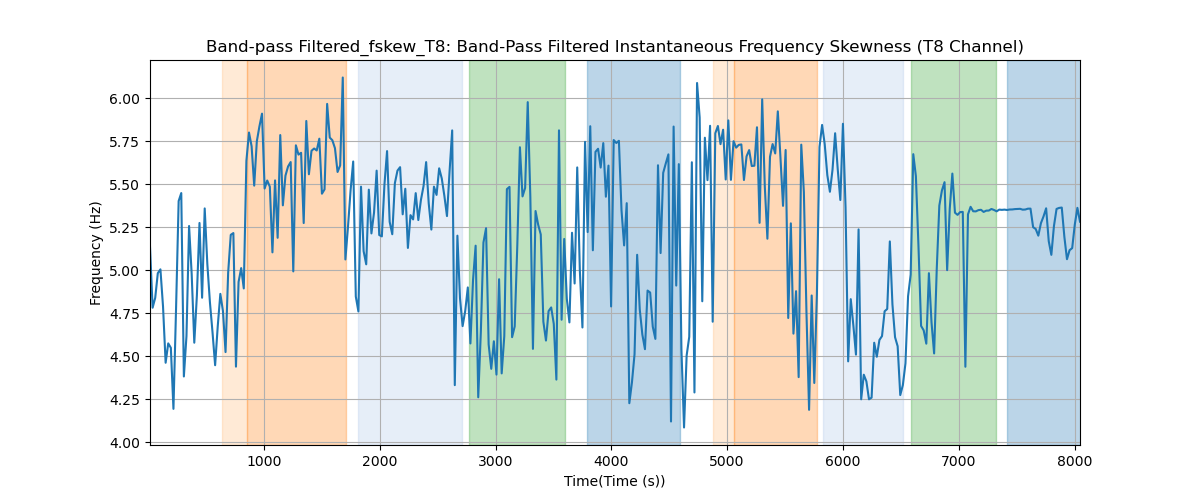 Band-pass Filtered_fskew_T8: Band-Pass Filtered Instantaneous Frequency Skewness (T8 Channel)
6.00
5.75
5.50
5.25
5.00
4.75
4.50
4.25
4.00
Frequency (Hz)
1000 2000 3000 4000 5000 6000 7000 8000
Time(Time (s))